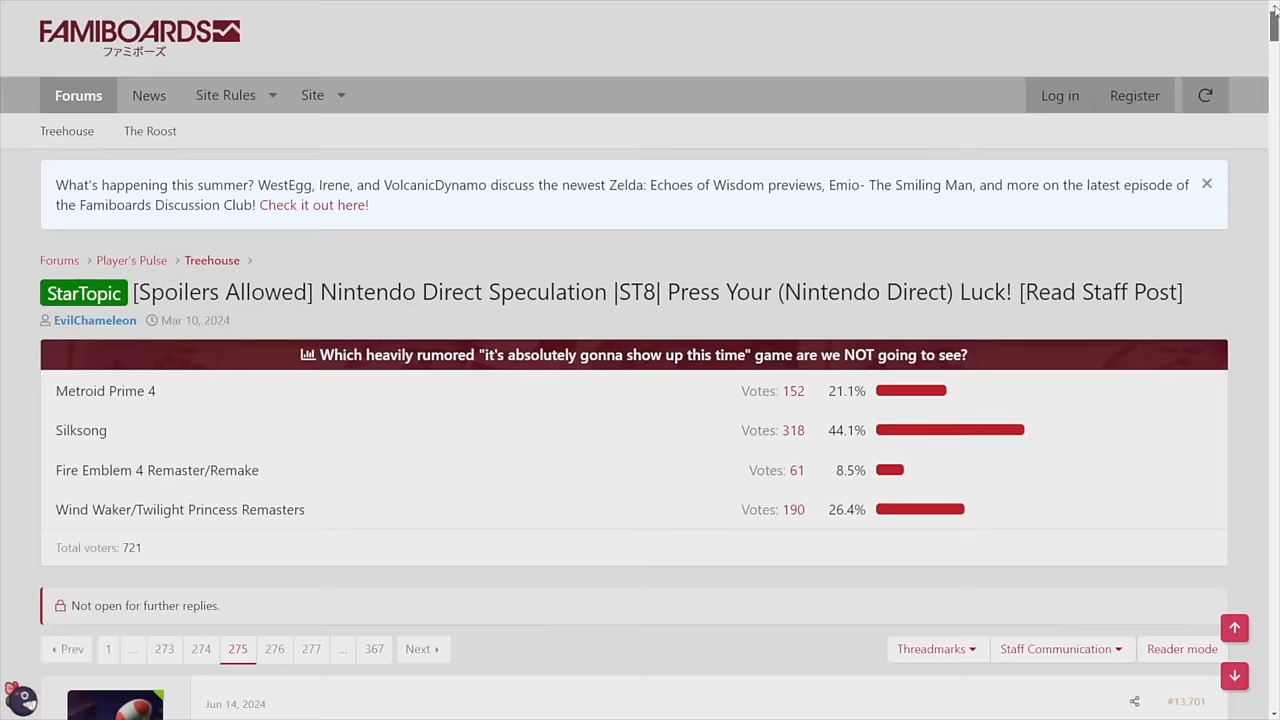 FAMIBOARDS
ファミボーズ
Forums News Site Rules Site Log in Register
Treehouse The Roost
What's happening this summer? WestEgg, Irene, and VolcanicDynamo discuss the newest Zelda: Echoes of Wisdom previews, Emio- The Smiling Man, and more on the latest episode of
the Famiboards Discussion Club! Check it out here!
Forums Player's Pulse Treehouse
StarTopic [Spoilers Allowed] Nintendo Direct Speculation |ST8| Press Your (Nintendo Direct) Luck! [Read Staff Post]
EvilChameleon · Mar 10, 2024
Which heavily rumored "it's absolutely gonna show up this time" game are we NOT going to see?
Metroid Prime 4 Votes: 152 21.1%
Silksong Votes: 318 44.1%
Fire Emblem 4 Remaster/Remake Votes: 61 8.5%
Wind Waker/Twilight Princess Remasters Votes: 190 26.4%
Total voters: 721
Not open for further replies.
Prev 1 ... 273 274 275 276 277 ... 367 Next Threadmarks Staff Communication Reader mode
Jun 14, 2024 #13,701